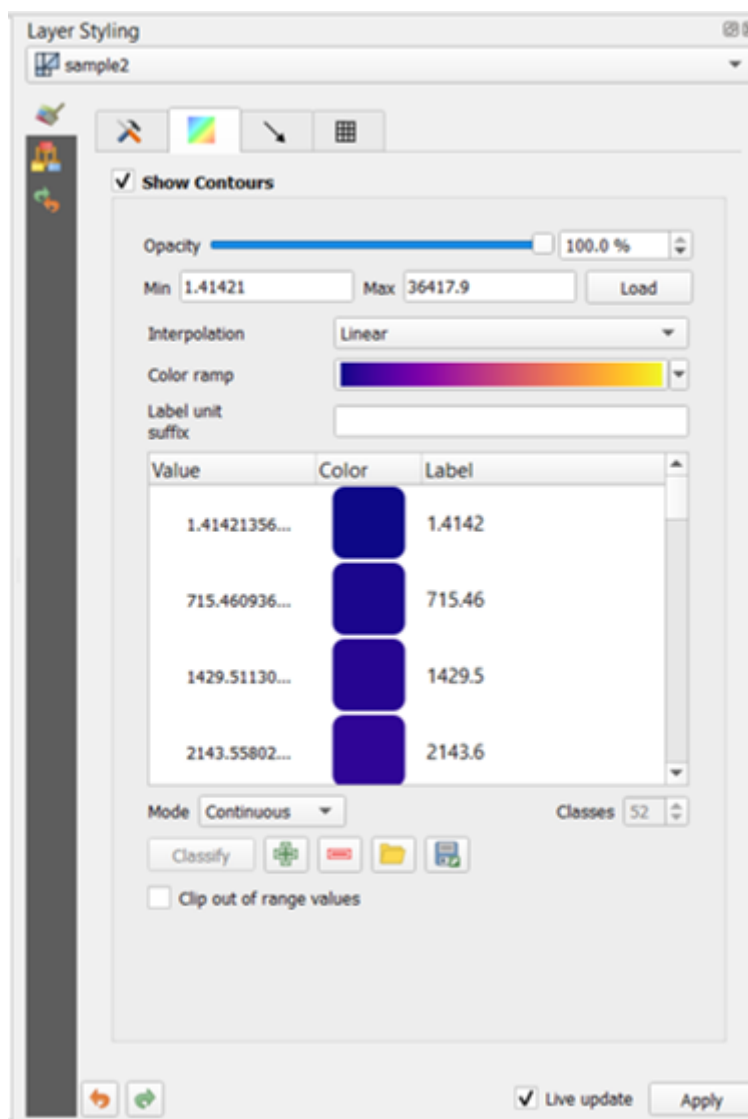 Layer Styling
sample2
Show Contours
Opacity 100.0 %
Min 1.41421 Max 36417.9 Load
Interpolation Linear
Color ramp
Label unit
suffix
Value Color Label
1.41421356... 1.4142
715.460936... 715.46
1429.51130... 1429.5
2143.55802... 2143.6
Mode Continuous Classes 52
Classify
Clip out of range values
Live update Apply